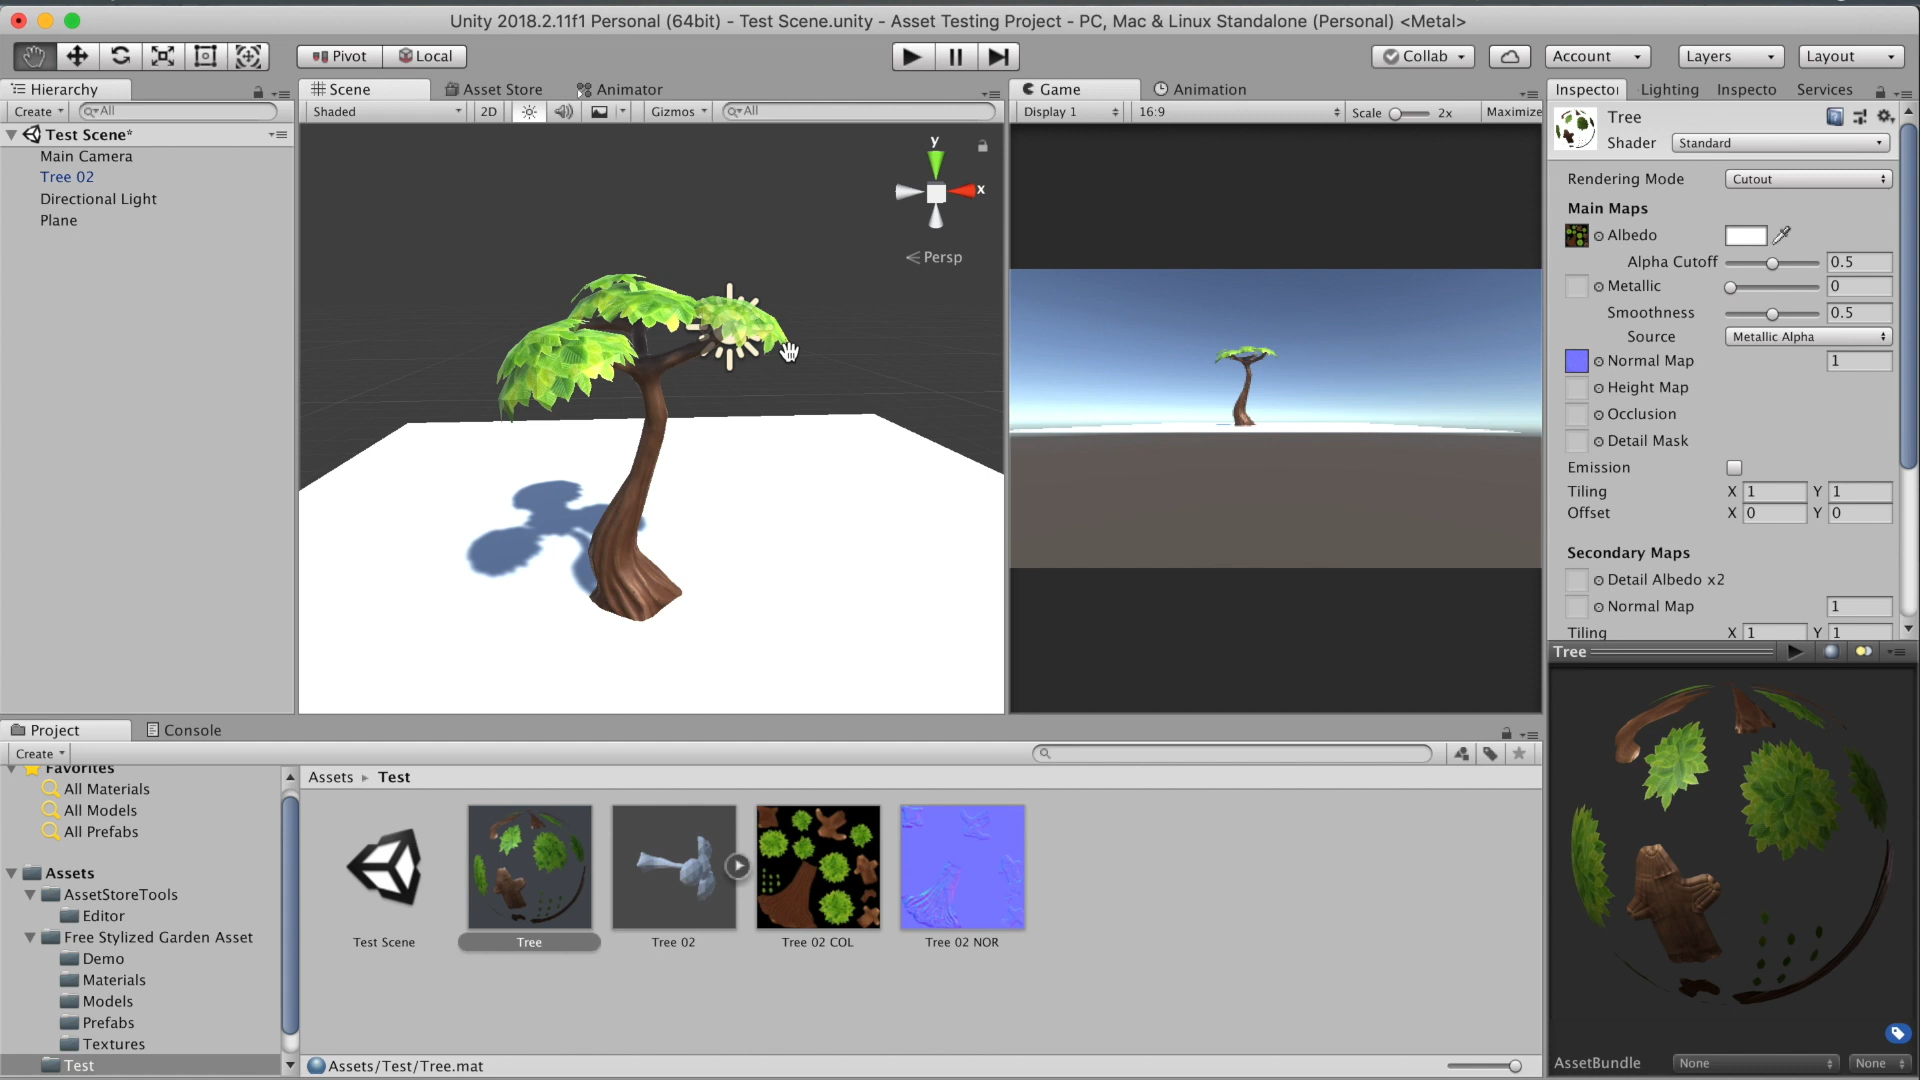 Unity 2018.2.11f1 Personal (64bit) - Test Scene.unity - Asset Testing Project - PC, Mac & Linux Standalone (Personal) <Metal>
Pivot Local Collab Account Layers Layout
Hierarchy
Create All
Test Scene*
Main Camera
Tree 02
Directional Light
Plane
Scene Asset Store Animator
Shaded 2D Gizmos All
y
x
Persp
Game Animation
Display 1 16:9 Scale 2x Maximize
Inspector Lighting Inspecto Services
Tree
Shader Standard
Rendering Mode Cutout
Main Maps
Albedo
Alpha Cutoff 0.5
Metallic 0
Smoothness 0.5
Source Metallic Alpha
Normal Map 1
Height Map
Occlusion
Detail Mask
Emission
Tiling X 1 Y 1
Offset X 0 Y 0
Secondary Maps
Detail Albedo x2
Normal Map 1
Tiling X 1 Y 1
Tree
AssetBundle None None
Project Console
Create
Favorites
All Materials
All Models
All Prefabs
Assets
AssetStoreTools
Editor
Free Stylized Garden Asset
Demo
Materials
Models
Prefabs
Textures
Test
Assets Test
Test Scene Tree Tree 02 Tree 02 COL Tree 02 NOR
Assets/Test/Tree.mat